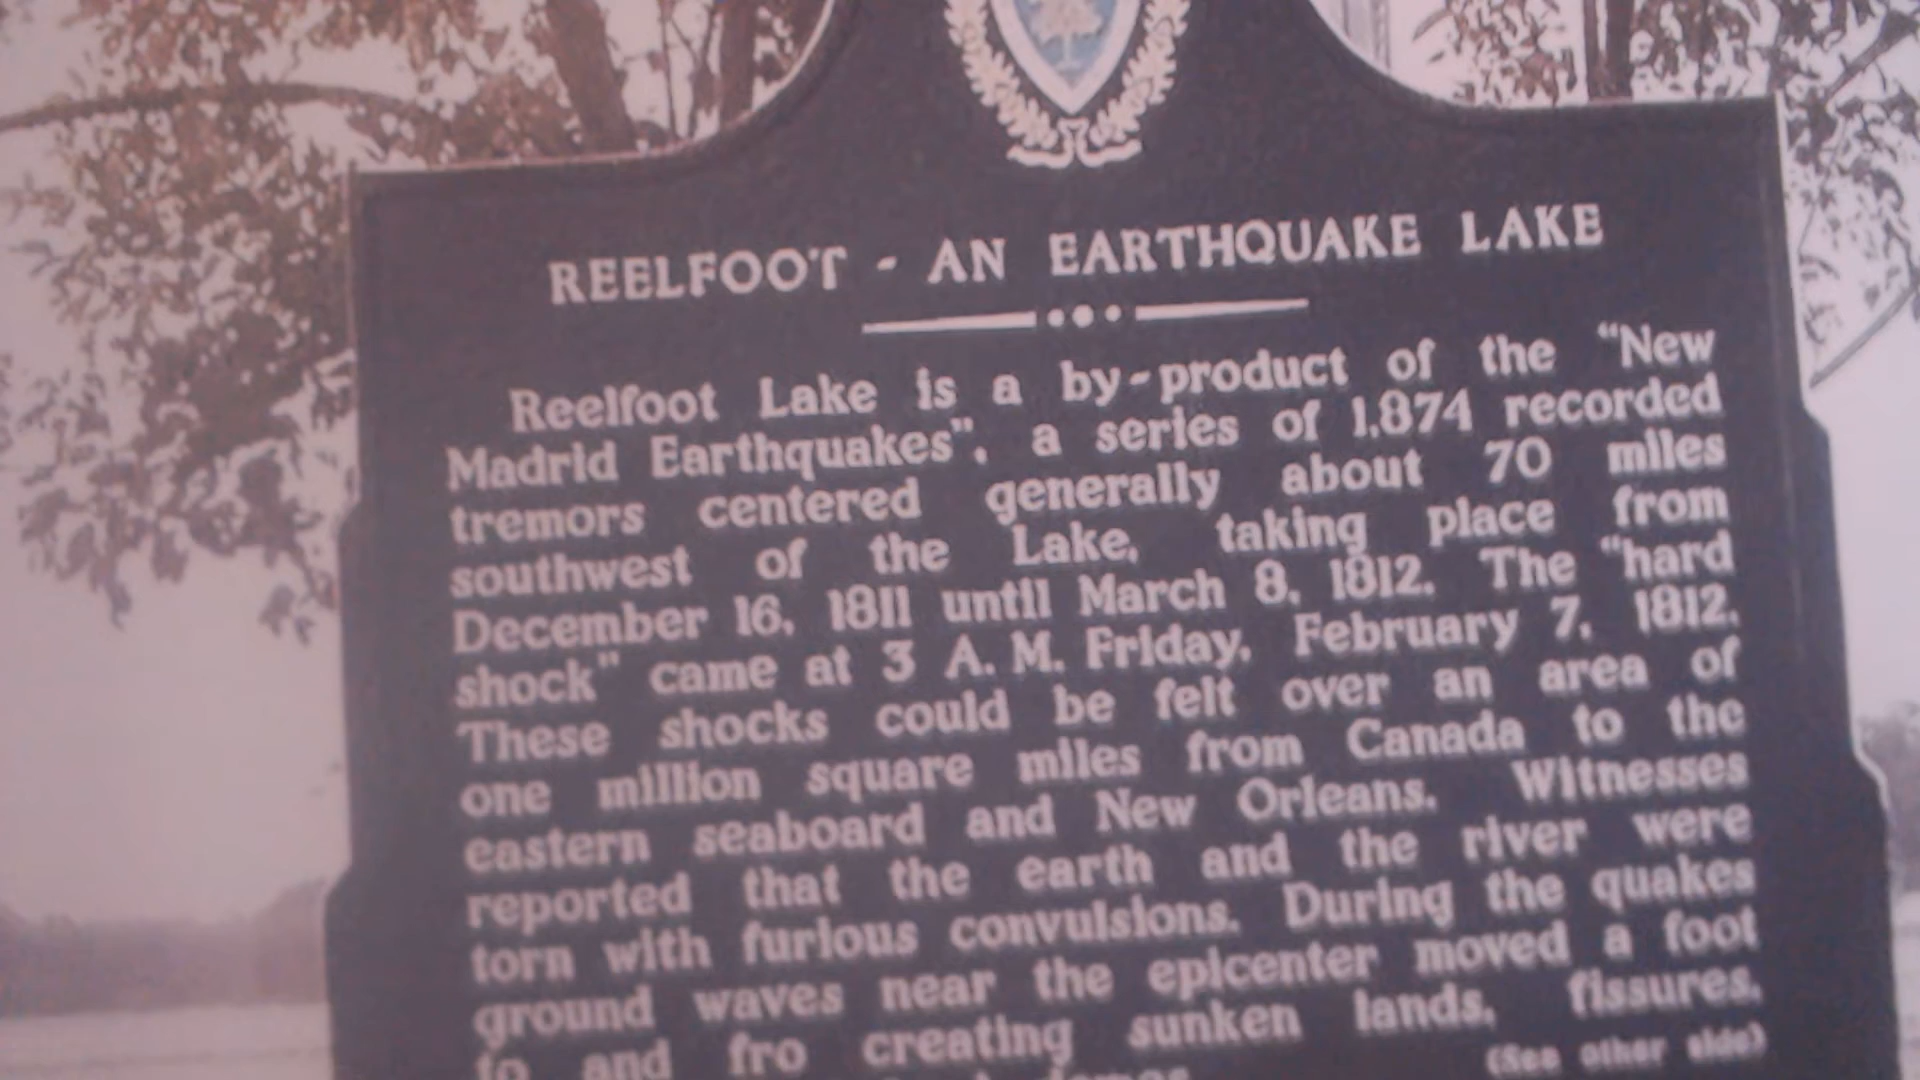 REELFOOT - AN EARTHQUAKE LAKE
Reelfoot Lake is a by-product of the "New
Madrid Earthquakes", a series of 1,874 recorded
tremors centered generally about 70 miles
southwest of the Lake, taking place from
December 16, 1811 until March 8, 1812. The "hard
shock" came at 3 A. M. Friday, February 7, 1812.
These shocks could be felt over an area of
one million square miles from Canada to the
eastern seaboard and New Orleans. Witnesses
reported that the earth and the river were
torn with furious convulsions. During the quakes
ground waves near the epicenter moved a foot
to and fro creating sunken lands, fissures,
(See other side)